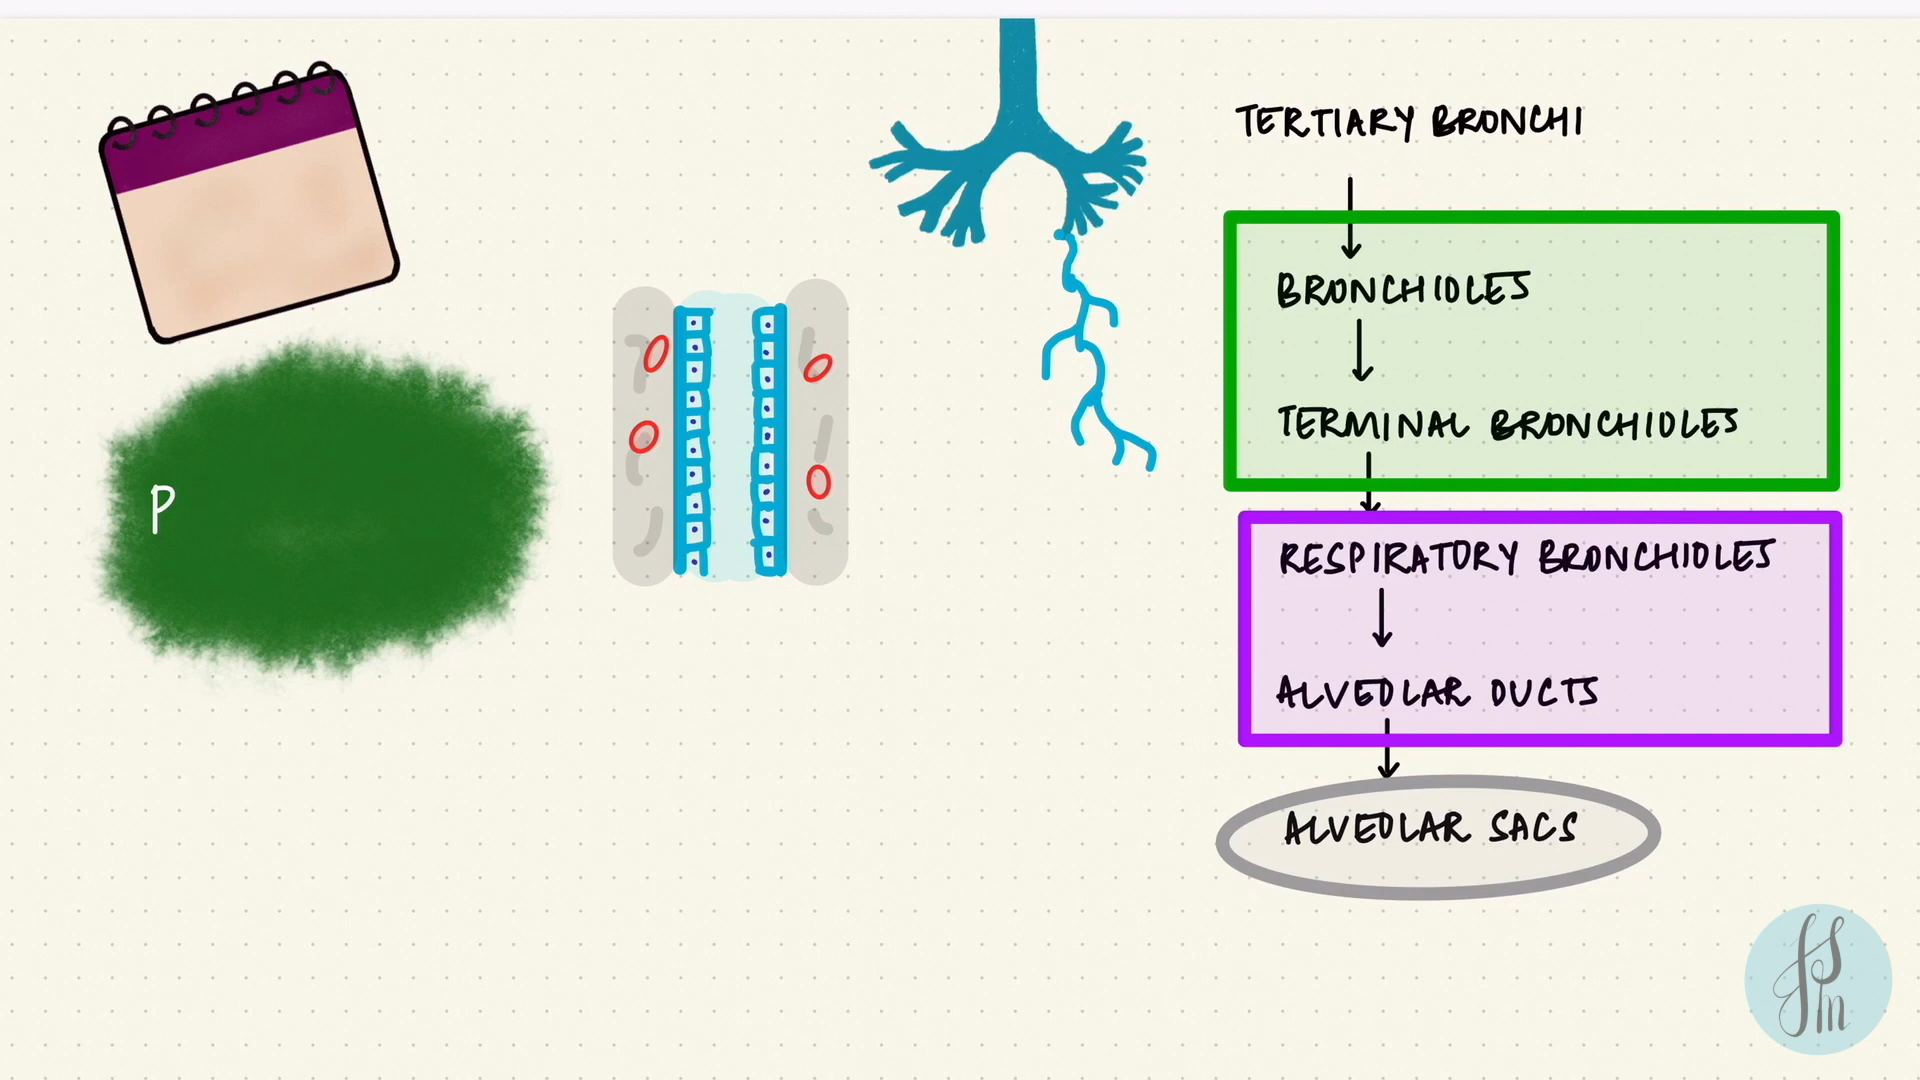 TERTIARY BRONCHI
BRONCHIOLES
TERMINAL BRONCHIOLES
P
RESPIRATORY BRONCHIOLES
ALVEOLAR DUCTS
ALVEOLAR SACS